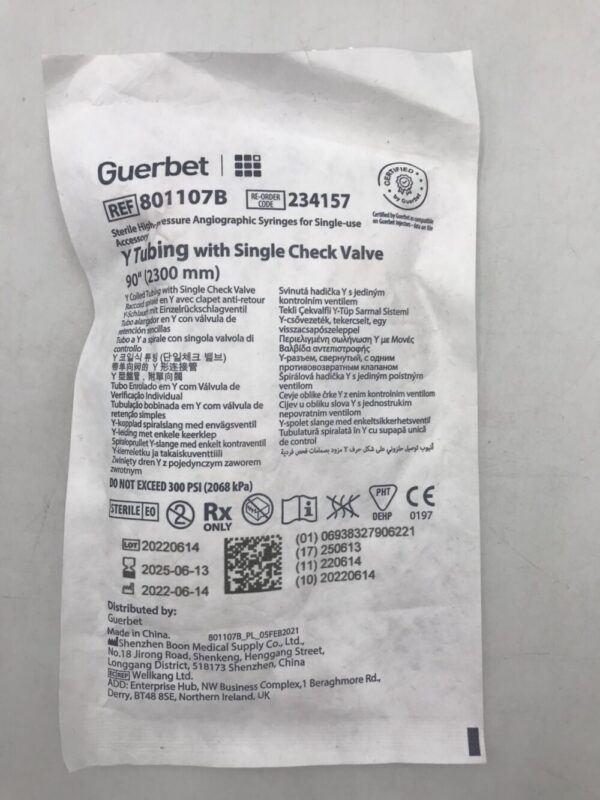 Guerbet
CERTIFIED
by Guerbet
REF 801107B
RE-ORDER CODE 234157
Certified by Guerbet as compatible
on Guerbet injectors - data on file
Sterile High-Pressure Angiographic Syringes for Single-use
Accessory
Y Tubing with Single Check Valve
90" (2300 mm)
Y Coiled Tubing with Single Check Valve
Raccord spiralé en Y avec clapet anti-retour
Y-Schlauch mit Einzelrückschlagventil
Tubo alargador en Y con válvula de
retención sencillas
Tubo a Y a spirale con singola valvola di
controllo
Y 코일식 튜빙 (단일체크 밸브)
Tubo Enrolado em Y com Válvula de
Verificação Individual
Tubulação bobinada em Y com válvula de
retenção simples
Y-kopplad spiralslang med envägsventil
Y-leiding met enkele keerklep
Spiralprullet Y-slange med enkelt kontraventil
Y-kierreletku ja takaiskuventtiili
Zwinięty dren Y z pojedynczym zaworem
zwrotnym
Svinutá hadička Y s jediným
kontrolním ventilem
Tekli Çekvalfli Y-Tüp Sarmal Sistemi
Y-csővezeték, tekercselt, egy
visszacsapószeleppel
Περιελιγμένη σωλήνωση Υ με Μονές
Βαλβίδα αντεπιστροφής
Y-разъем, свернутый, с одним
противовозвратным клапаном
Špirálová hadička Y s jediným poistným
ventilom
Cevje oblike črke Y z enim kontrolnim ventilom
Cijev u obliku slova Y s jednostrukim
nepovratnim ventilom
Y-spolet slange med enkeltsikkerhetsventil
Tubulatură spiralată în Y cu supapă unică
de control
DO NOT EXCEED 300 PSI (2068 kPa)
STERILE EO
2
Rx
ONLY
i
PHT
DEHP
CE
0197
LOT 20220614
2025-06-13
2022-06-14
(01) 06938327906221
(17) 250613
(11) 220614
(10) 20220614
Distributed by:
Guerbet
Made in China. 801107B_PL_05FEB2021
Shenzhen Boon Medical Supply Co., Ltd.,
No.18 Jirong Road, Shenkeng, Henggang Street,
Longgang District, 518173 Shenzhen, China
EC REP Wellkang Ltd.
ADD: Enterprise Hub, NW Business Complex,1 Beraghmore Rd.,
Derry, BT48 8SE, Northern Ireland, UK